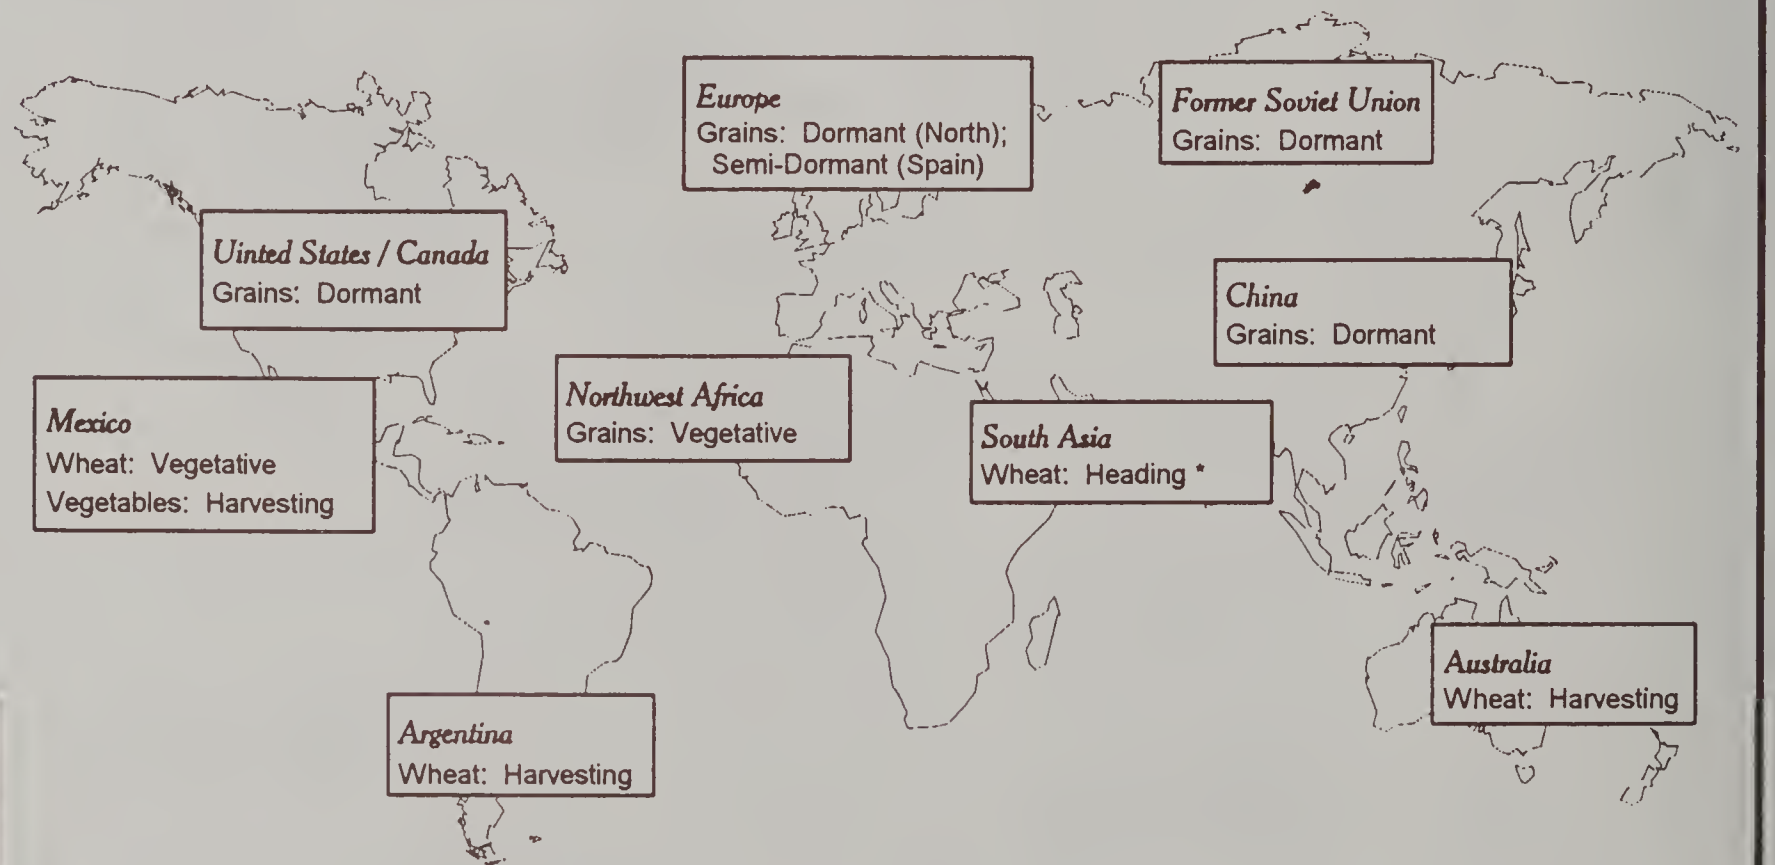 Europe
Grains: Dormant (North);
Semi-Dormant (Spain)
Former Soviet Union
Grains: Dormant
Uinted States / Canada
Grains: Dormant
China
Grains: Dormant
Northwest Africa
Grains: Vegetative
Mexico
Wheat: Vegetative
Vegetables: Harvesting
South Asia
Wheat: Heading *
Australia
Wheat: Harvesting
Argentina
Wheat: Harvesting